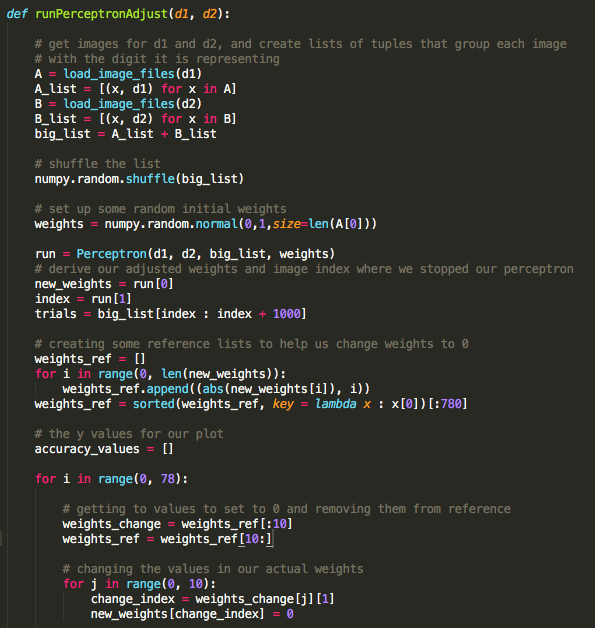 def runPerceptronAdjust(d1, d2):
# get images for d1 and d2, and create lists of tuples that group each image
# with the digit it is representing
A = load_image_files(d1)
A_list = [(x, d1) for x in A]
B = load_image_files(d2)
B_list = [(x, d2) for x in B]
big_list = A_list + B_list
# shuffle the list
numpy.random.shuffle(big_list)
# set up some random initial weights
weights = numpy.random.normal(0,1,size=len(A[0]))
run = Perceptron(d1, d2, big_list, weights)
# derive our adjusted weights and image index where we stopped our perceptron
new_weights = run[0]
index = run[1]
trials = big_list[index : index + 1000]
# creating some reference lists to help us change weights to 0
weights_ref = []
for i in range(0, len(new_weights)):
weights_ref.append((abs(new_weights[i]), i))
weights_ref = sorted(weights_ref, key = lambda x : x[0])[:780]
# the y values for our plot
accuracy_values = []
for i in range(0, 78):
# getting to values to set to 0 and removing them from reference
weights_change = weights_ref[:10]
weights_ref = weights_ref[10:]
# changing the values in our actual weights
for j in range(0, 10):
change_index = weights_change[j][1]
new_weights[change_index] = 0